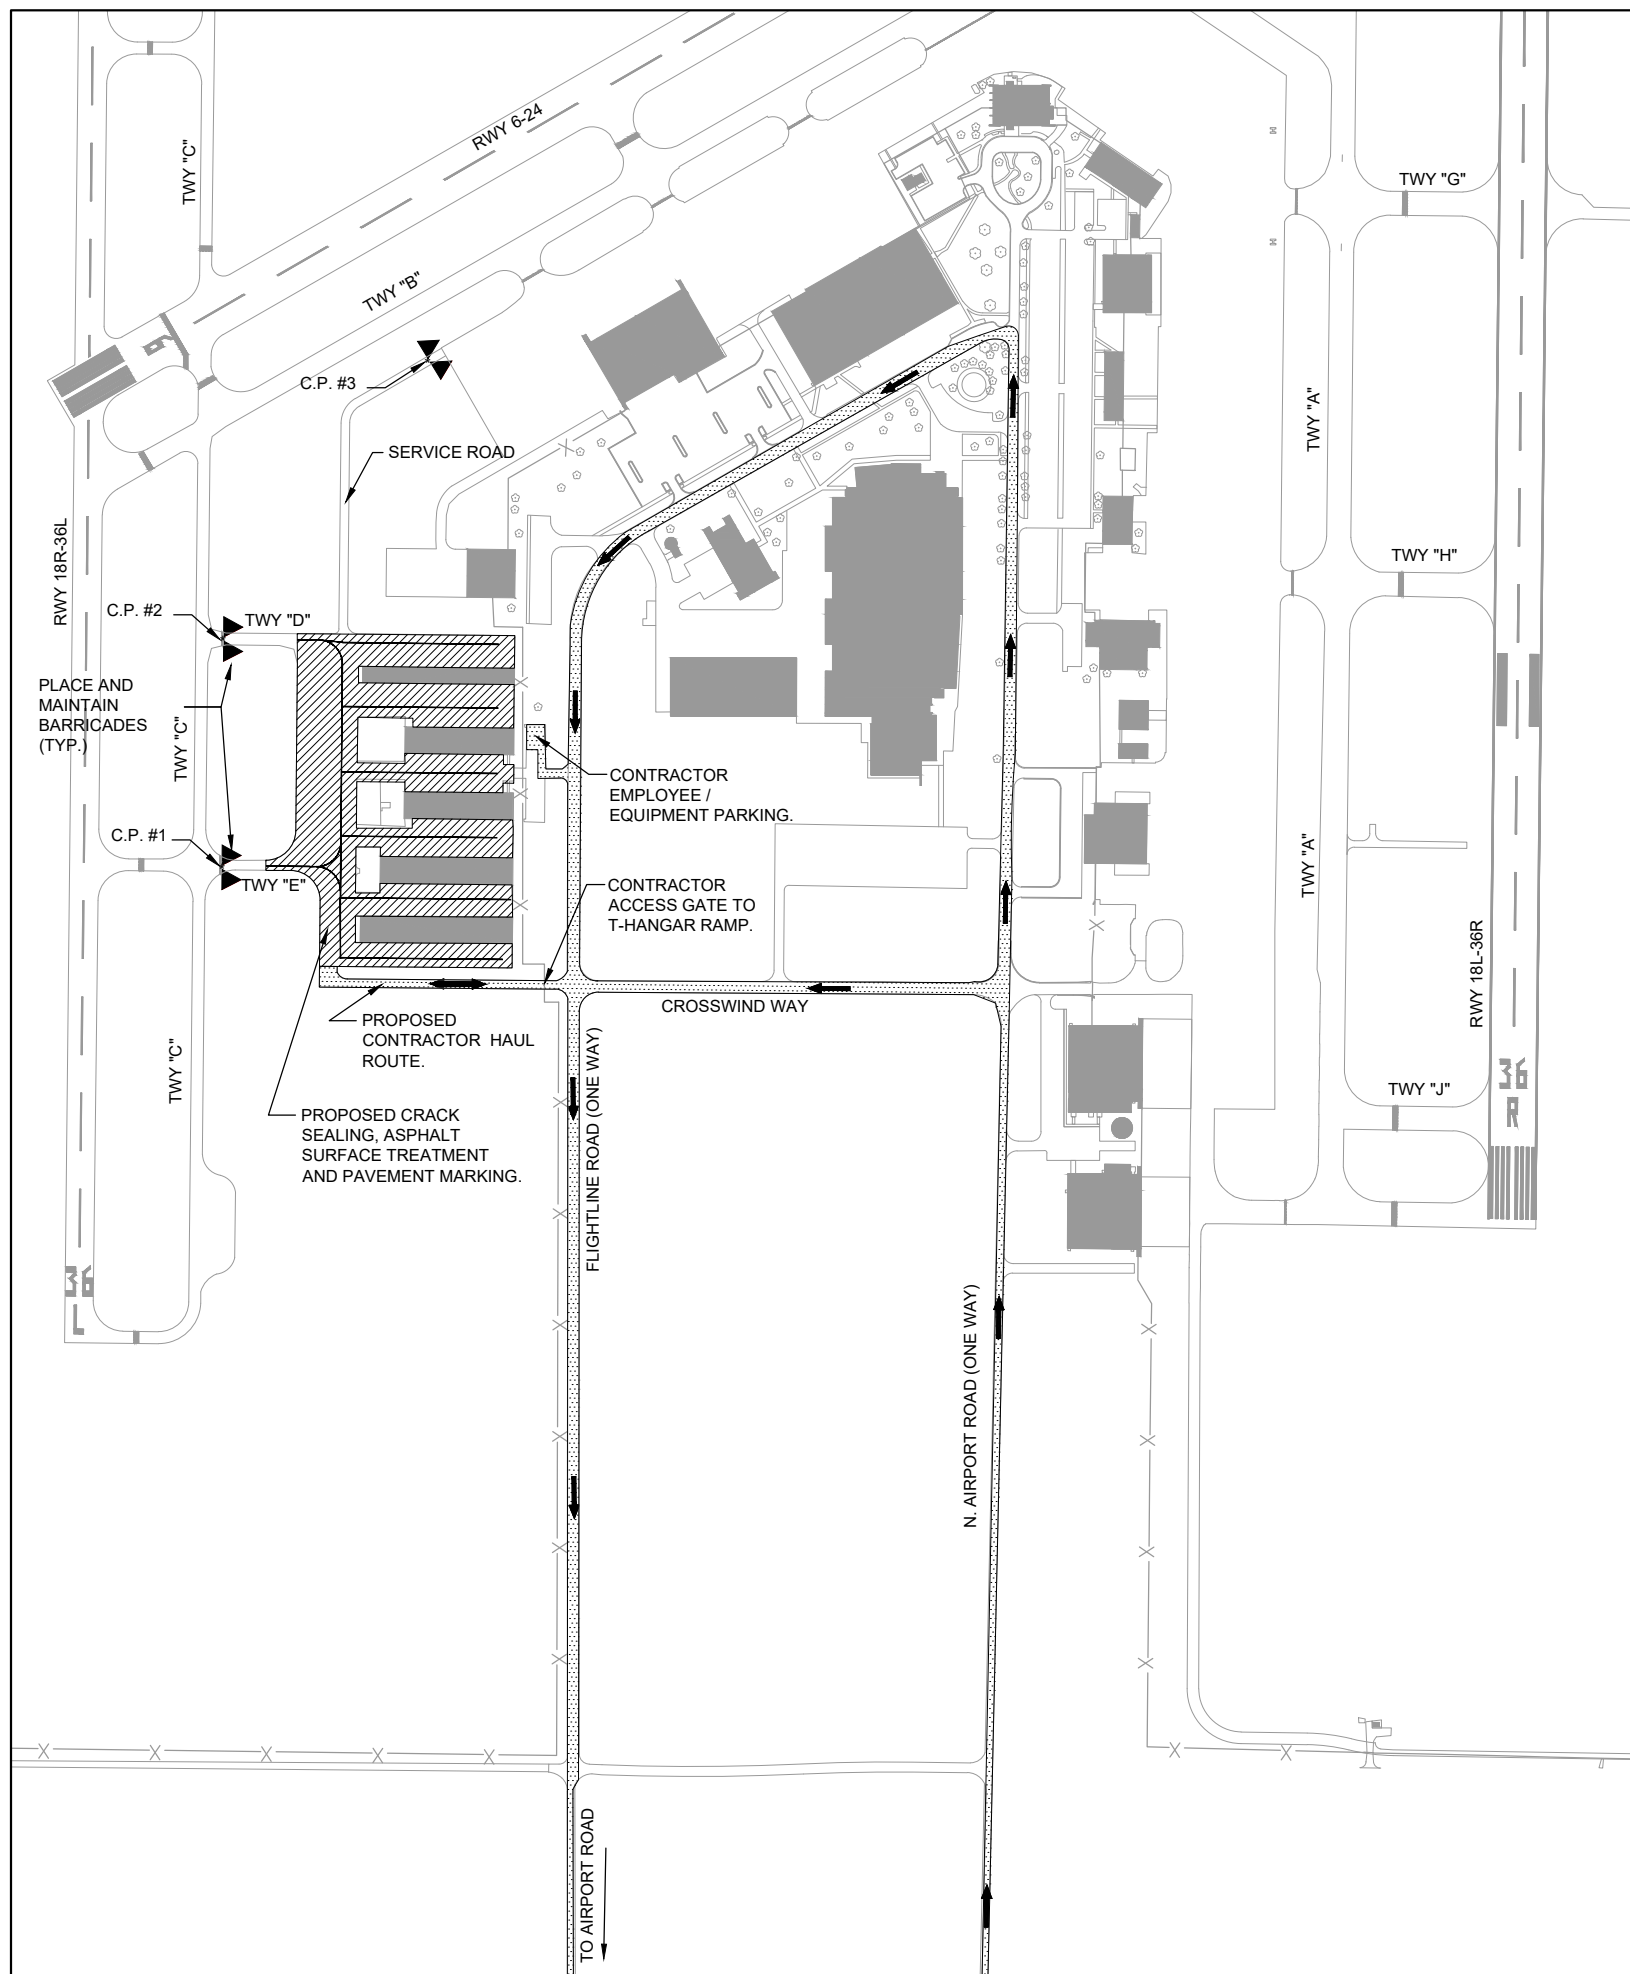 RWY 6-24
TWY "C"
TWY "G"
TWY "B"
6
C.P. #3
SERVICE ROAD
TWY "A"
RWY 18R-36L
TWY "H"
C.P. #2
TWY "D"
PLACE AND
MAINTAIN
BARRICADES
(TYP.)
TWY "C"
CONTRACTOR
EMPLOYEE /
EQUIPMENT PARKING.
C.P. #1
TWY "E"
CONTRACTOR
ACCESS GATE TO
T-HANGAR RAMP.
TWY "A"
RWY 18L-36R
CROSSWIND WAY
PROPOSED
CONTRACTOR HAUL
ROUTE.
TWY "C"
36
R
TWY "J"
PROPOSED CRACK
SEALING, ASPHALT
SURFACE TREATMENT
AND PAVEMENT MARKING.
FLIGHTLINE ROAD (ONE WAY)
36
L
N. AIRPORT ROAD (ONE WAY)
TO AIRPORT ROAD